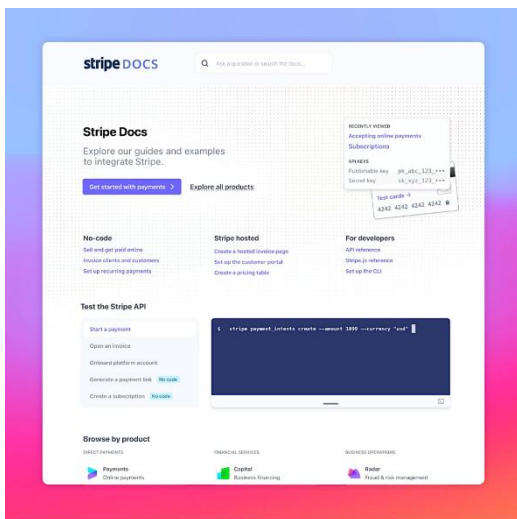 stripe DOCS
Ask a question or search the docs...
Stripe Docs
Explore our guides and examples
to integrate Stripe.
Get started with payments >
Explore all products
RECENTLY VIEWED
Accepting online payments
Subscriptions
API KEYS
Publishable key pk_abc_123_•••
Secret key sk_xyz_123_•••
Test cards →
4242 4242 4242 4242
No-code
Sell and get paid online
Invoice clients and customers
Set up recurring payments
Stripe hosted
Create a hosted invoice page
Set up the customer portal
Create a pricing table
For developers
API reference
Stripe.js reference
Set up the CLI
Test the Stripe API
Start a payment
Open an invoice
Onboard platform account
Generate a payment link No code
Create a subscription No code
$ stripe payment_intents create --amount 1099 --currency "usd"
Browse by product
DIRECT PAYMENTS
Payments
Online payments
FINANCIAL SERVICES
Capital
Business financing
BUSINESS OPERATIONS
Radar
Fraud & risk management